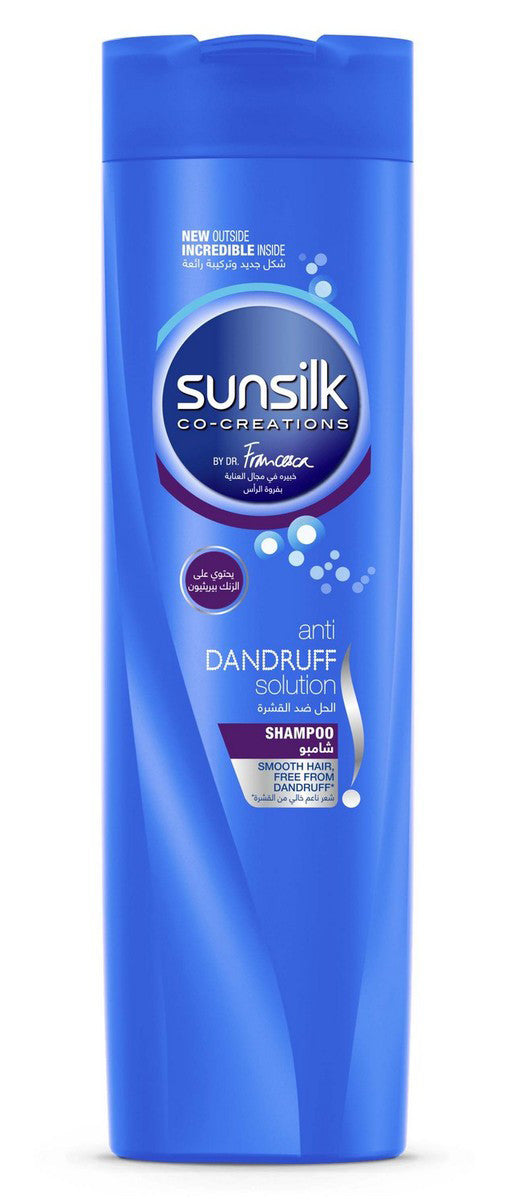 NEW OUTSIDE
INCREDIBLE INSIDE
شكل جديد وتركيبة رائعة
sunsilk
CO-CREATIONS
BY DR. Francesca
خبيره في مجال العناية
بفروة الرأس
يحتوي على
الزنك بيريثيون
anti
DANDRUFF
solution
الحل ضد القشرة
SHAMPOO
شامبو
SMOOTH HAIR,
FREE FROM
DANDRUFF*
شعر ناعم خالي من القشرة*